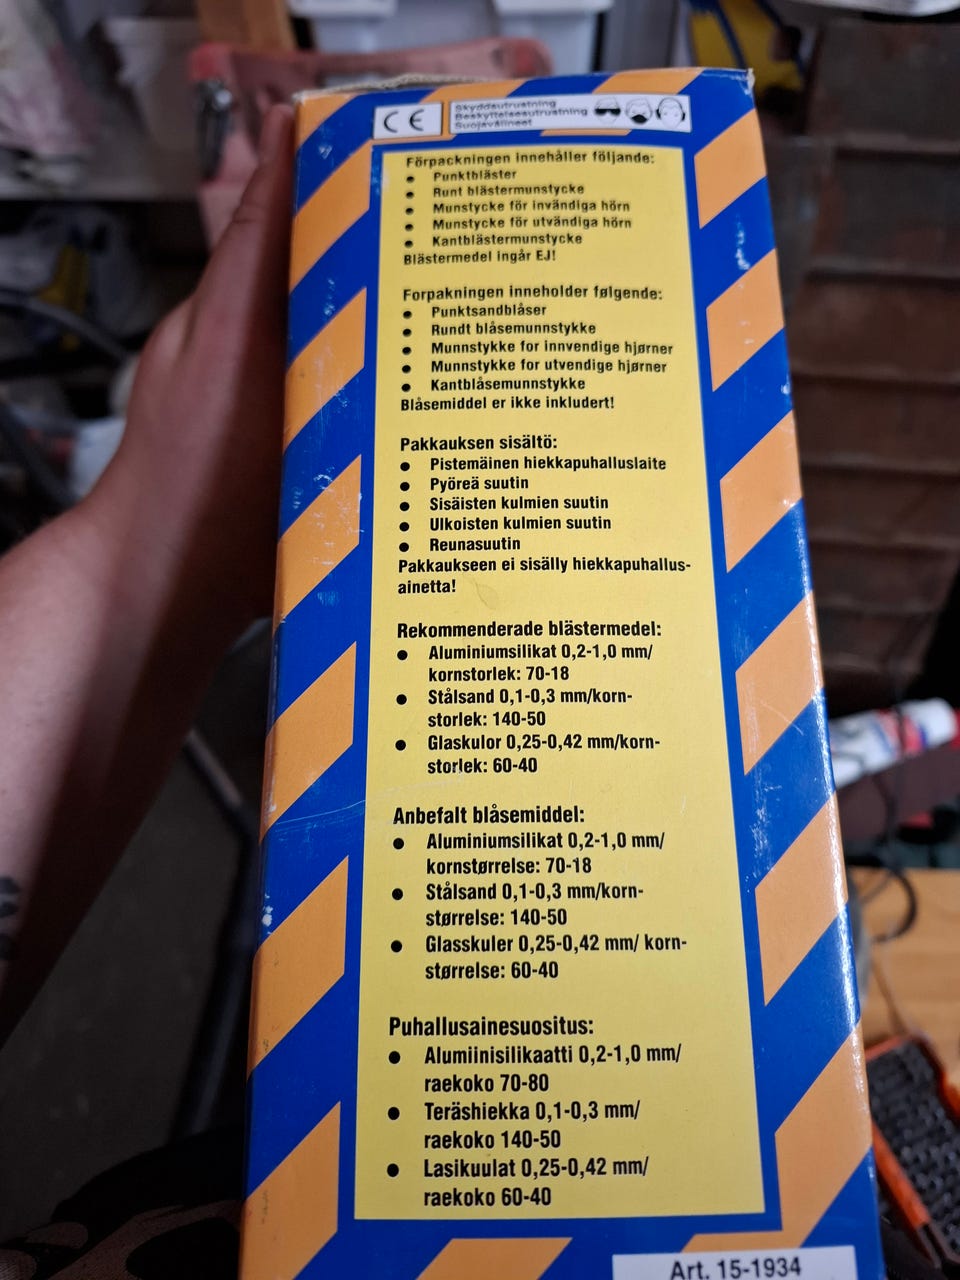 CE
Skyddsutrustning
Beskyttelsesutrustning
Suojavälineet
Förpackningen innehåller följande:
• Punktbläster
• Runt blästermunstycke
• Munstycke för invändiga hörn
• Munstycke för utvändiga hörn
• Kantblästermunstycke
Blästermedel ingår EJ!
Forpakningen inneholder følgende:
• Punktsandblåser
• Rundt blåsemunnstykke
• Munnstykke for innvendige hjørner
• Munnstykke for utvendige hjørner
• Kantblåsemunnstykke
Blåsemiddel er ikke inkludert!
Pakkauksen sisältö:
• Pistemäinen hiekkapuhalluslaite
• Pyöreä suutin
• Sisäisten kulmien suutin
• Ulkoisten kulmien suutin
• Reunasuutin
Pakkaukseen ei sisälly hiekkapuhallus-
ainetta!
Rekommenderade blästermedel:
• Aluminiumsilikat 0,2-1,0 mm/
kornstorlek: 70-18
• Stålsand 0,1-0,3 mm/korn-
storlek: 140-50
• Glaskulor 0,25-0,42 mm/korn-
storlek: 60-40
Anbefalt blåsemiddel:
• Aluminiumsilikat 0,2-1,0 mm/
kornstørrelse: 70-18
• Stålsand 0,1-0,3 mm/korn-
størrelse: 140-50
• Glasskuler 0,25-0,42 mm/ korn-
størrelse: 60-40
Puhallusainesuositus:
• Alumiinisilikaatti 0,2-1,0 mm/
raekoko 70-80
• Teräshiekka 0,1-0,3 mm/
raekoko 140-50
• Lasikuulat 0,25-0,42 mm/
raekoko 60-40
Art. 15-1934